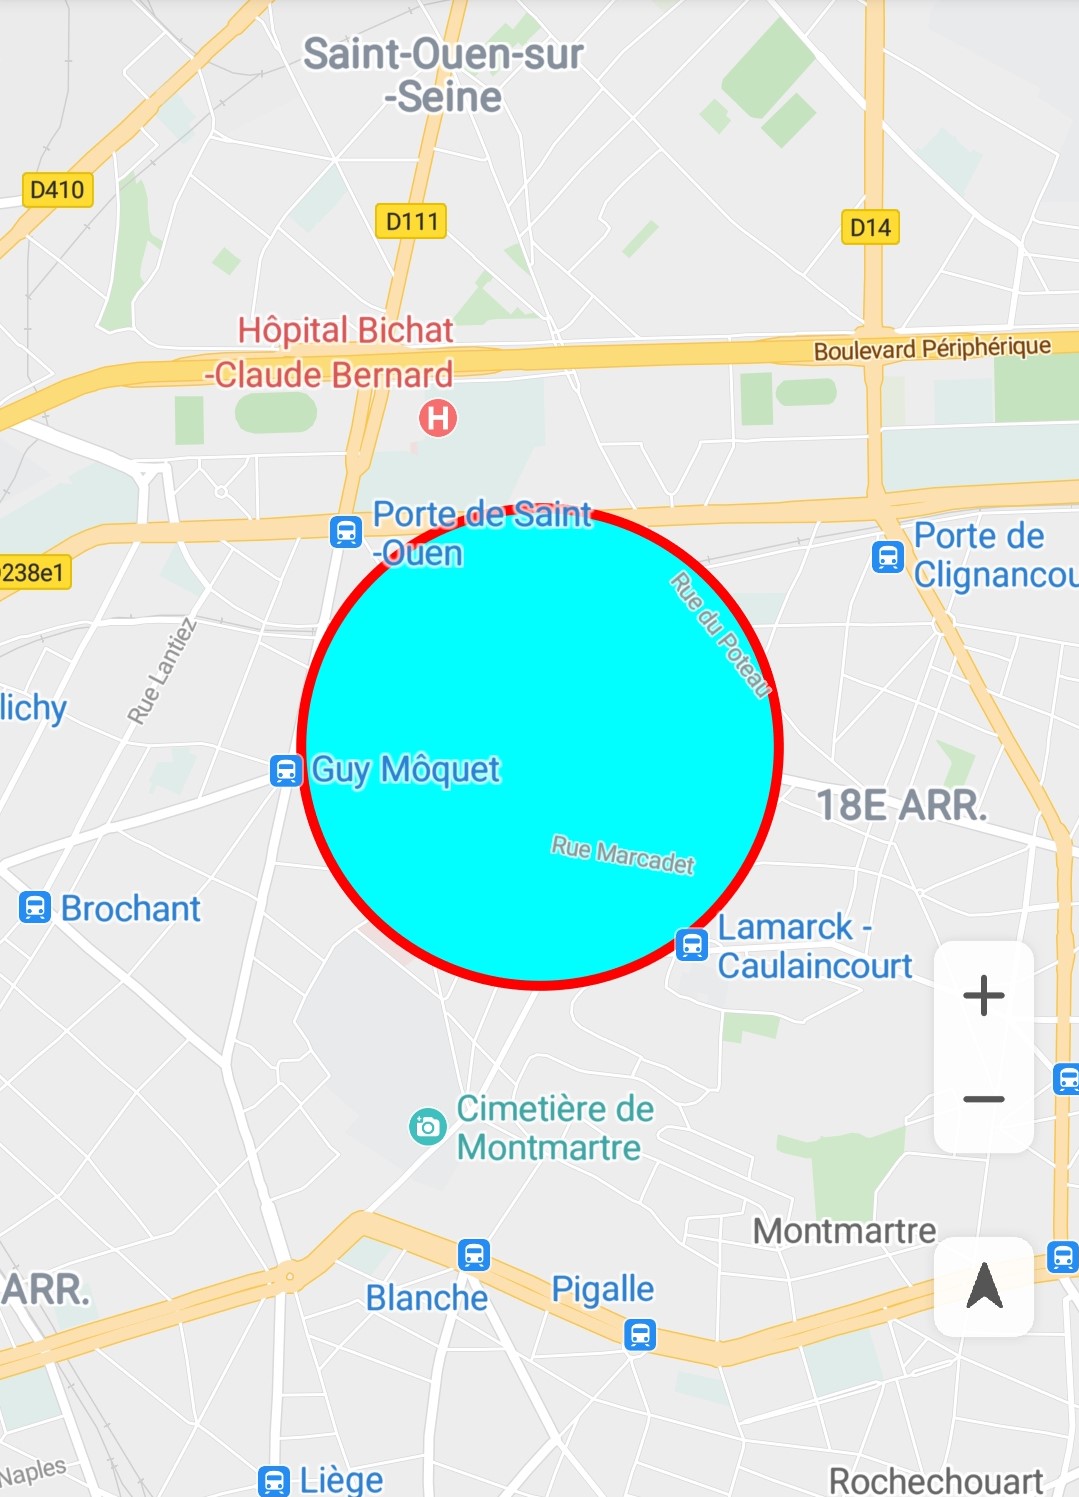 Saint-Ouen-sur
-Seine
D410
D111
D14
Hôpital Bichat
-Claude Bernard
H
Boulevard Périphérique
Porte de Saint
-Ouen
Porte de
Clignancou
238e1
Rue du Poteau
Rue Lantiez
lichy
Guy Môquet
18E ARR.
Rue Marcadet
Brochant
Lamarck -
Caulaincourt
+
−
Cimetière de
Montmartre
Montmartre
ARR.
Blanche
Pigalle
Naples
Liège
Rochechouart